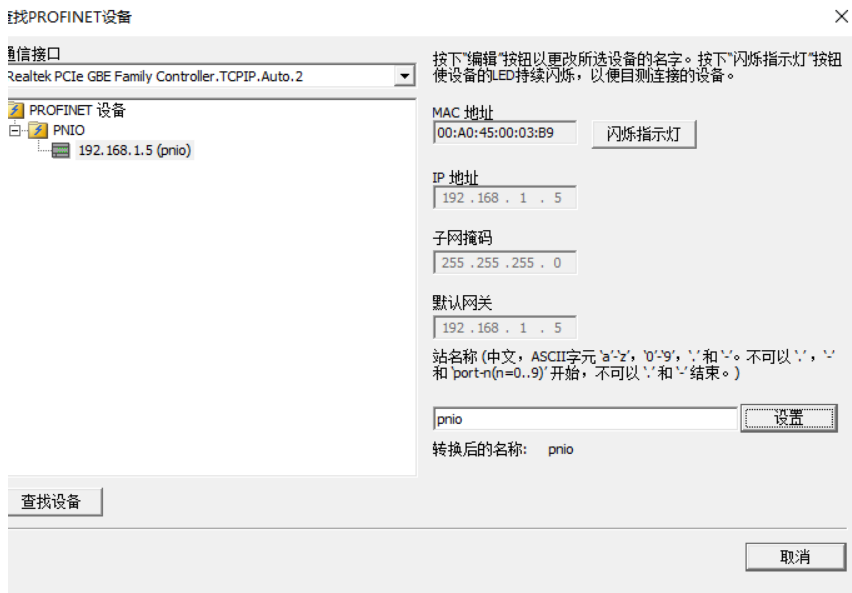 查找PROFINET设备
通信接口
Realtek PCIe GBE Family Controller.TCPIP.Auto.2
PROFINET 设备
PNIO
192.168.1.5 (pnio)
查找设备
按下"编辑"按钮以更改所选设备的名字。按下"闪烁指示灯"按钮
使设备的LED持续闪烁，以便目测连接的设备。
MAC 地址
00:A0:45:00:03:B9
闪烁指示灯
IP 地址
192 .168 . 1 . 5
子网掩码
255 .255 .255 . 0
默认网关
192 .168 . 1 . 5
站名称 (中文，ASCII字元 `a'-`z'，`0'-`9'，`.' 和 `-'。不可以 `.'，`-'
和 `port-n(n=0..9)' 开始，不可以 `.' 和 `-' 结束。)
pnio
设置
转换后的名称: pnio
取消